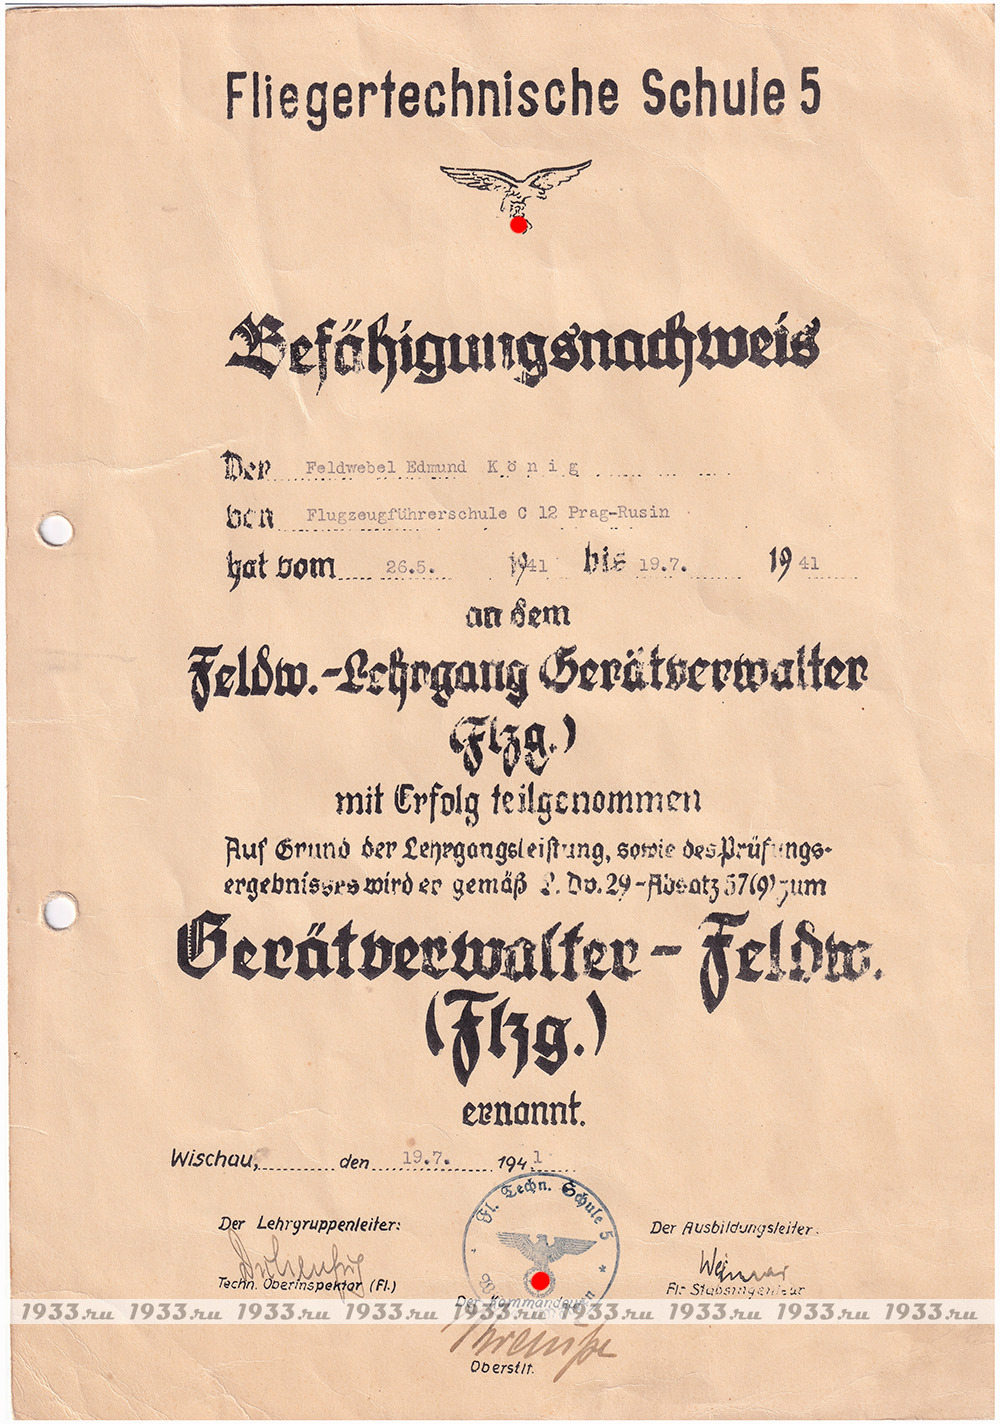 Fliegertechnische Schule 5
Befähigungsnachweis
Der Feldwebel Edmund König
von Flugzeugführerschule C 12 Prag-Rusin
hat vom 26.5. 1941 bis 19.7. 1941
an dem
Feldw.-Lehrgang Gerätverwalter
(Flzg.)
mit Erfolg teilgenommen
Auf Grund der Lehrgangsleistung, sowie des Prüfungs-
ergebnisses wird er gemäß L. Dv. 29-Absatz 57(9) zum
Gerätverwalter-Feldw.
(Flzg.)
ernannt.
Wischau, den 19.7. 1941
Fl. Techn. Schule 5
Der Lehrgruppenleiter:
Der Ausbildungsleiter:
Techn. Oberinspektor (Fl.)
Fl. Stabsingenieur
Der Kommandeur
1933.ru 1933.ru 1933.ru 1933.ru 1933.ru 1933.ru 1933.ru 1933.ru 1933.ru
Oberstlt.